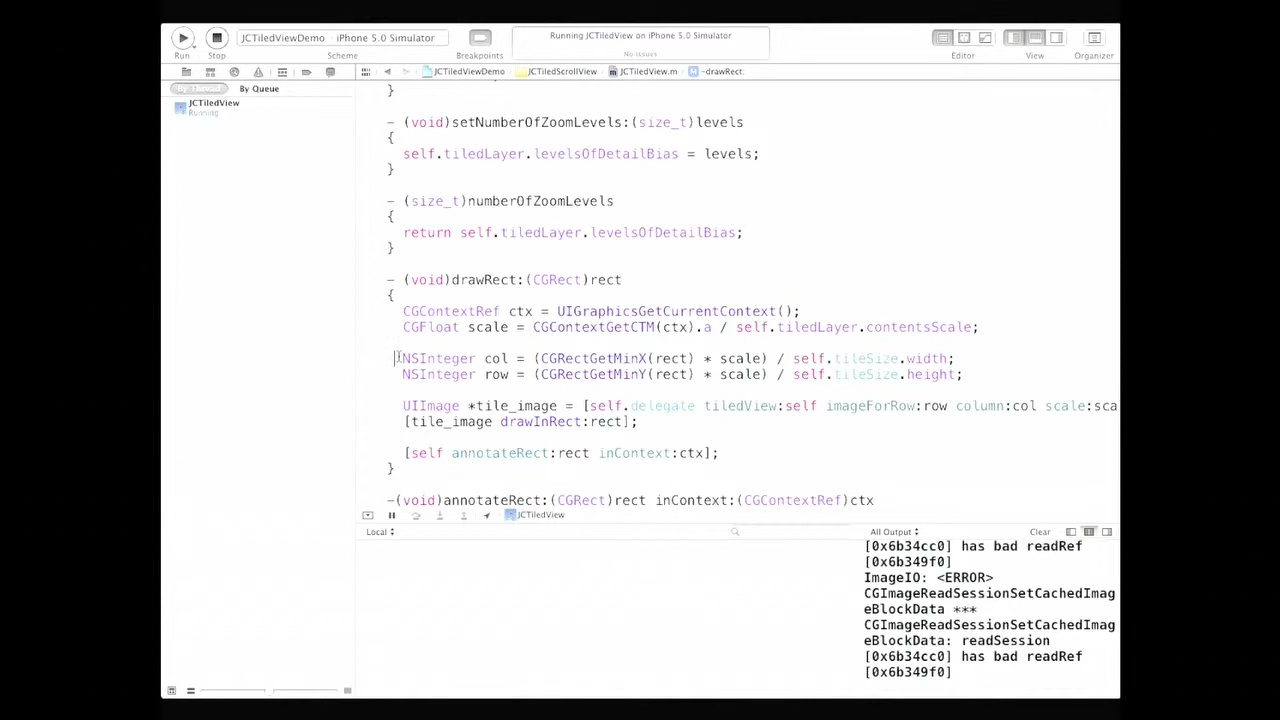 Run
Stop
JCTiledViewDemo
iPhone 5.0 Simulator
Scheme
Breakpoints
Running JCTiledView on iPhone 5.0 Simulator
No Issues
Editor
View
Organizer
By Thread
By Queue
JCTiledView
Running
JCTiledViewDemo
JCTiledScrollView
JCTiledView.m
M
-drawRect:
}
- (void)setNumberOfZoomLevels:(size_t)levels
{
self.tiledLayer.levelsOfDetailBias = levels;
}
- (size_t)numberOfZoomLevels
{
return self.tiledLayer.levelsOfDetailBias;
}
- (void)drawRect:(CGRect)rect
{
CGContextRef ctx = UIGraphicsGetCurrentContext();
CGFloat scale = CGContextGetCTM(ctx).a / self.tiledLayer.contentsScale;
NSInteger col = (CGRectGetMinX(rect) * scale) / self.tileSize.width;
NSInteger row = (CGRectGetMinY(rect) * scale) / self.tileSize.height;
UIImage *tile_image = [self.delegate tiledView:self imageForRow:row column:col scale:sca
[tile_image drawInRect:rect];
[self annotateRect:rect inContext:ctx];
}
-(void)annotateRect:(CGRect)rect inContext:(CGContextRef)ctx
JCTiledView
Local
All Output
Clear
[0x6b34cc0] has bad readRef
[0x6b349f0]
ImageIO: <ERROR>
CGImageReadSessionSetCachedImag
eBlockData ***
CGImageReadSessionSetCachedImag
eBlockData: readSession
[0x6b34cc0] has bad readRef
[0x6b349f0]